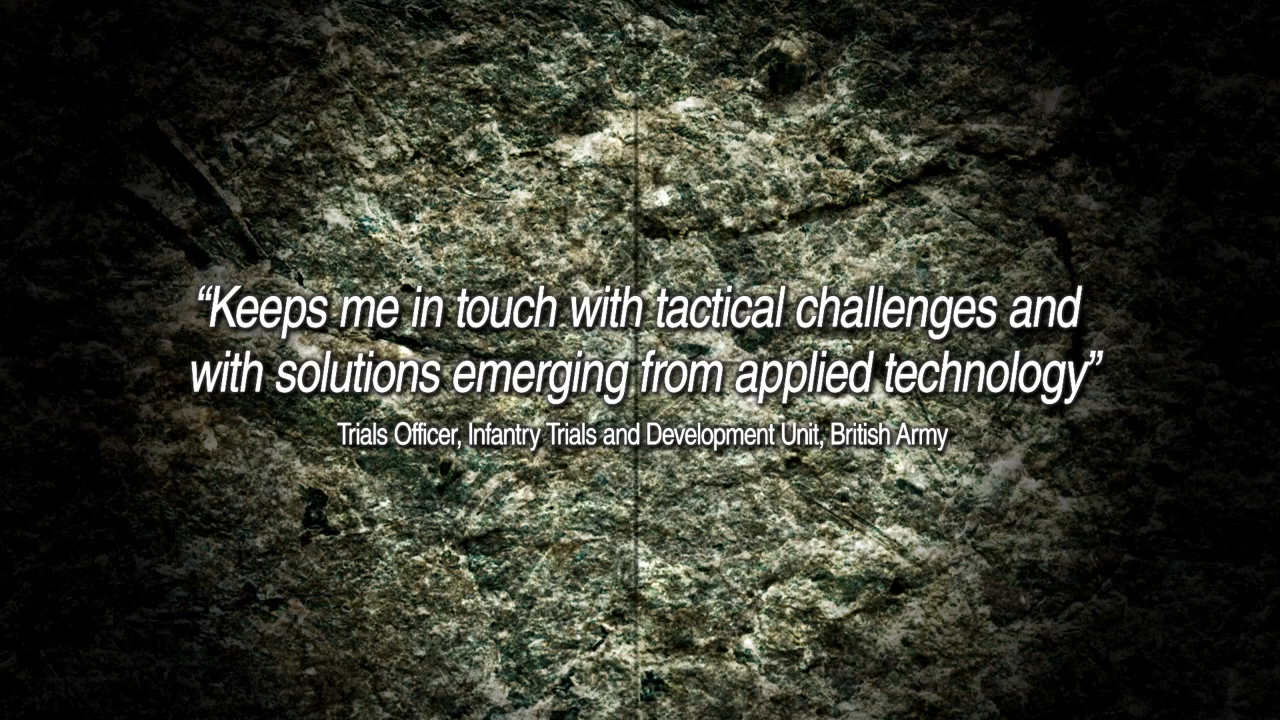 “Keeps me in touch with tactical challenges and
with solutions emerging from applied technology”
Trials Officer, Infantry Trials and Development Unit, British Army